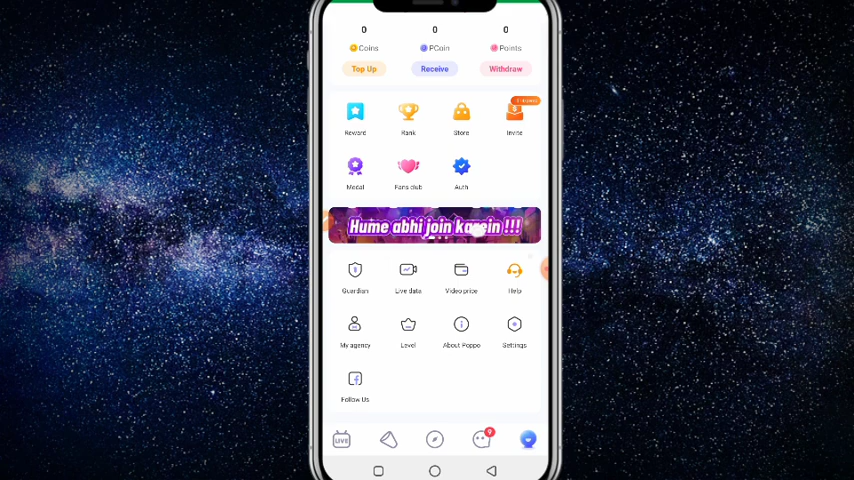 0 0 0
Coins PCoin Points
Top Up Receive Withdraw
Reward Rank Store Invite
Medal Fans club Auth
Hume abhi join karein !!!
Guardian Live data Video price Help
My agency Level About Poppo Settings
Follow Us
LIVE 9